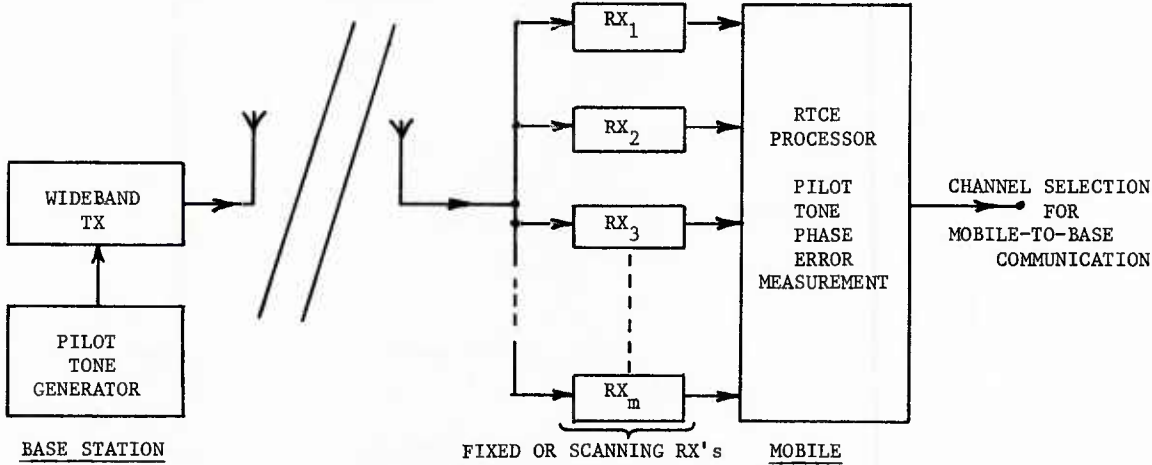 WIDEBAND
TX
PILOT
TONE
GENERATOR
BASE STATION
RX1
RX2
RX3
RXm
FIXED OR SCANNING RX's
RTCE
PROCESSOR
PILOT
TONE
PHASE
ERROR
MEASUREMENT
MOBILE
CHANNEL SELECTION
FOR
MOBILE-TO-BASE
COMMUNICATION